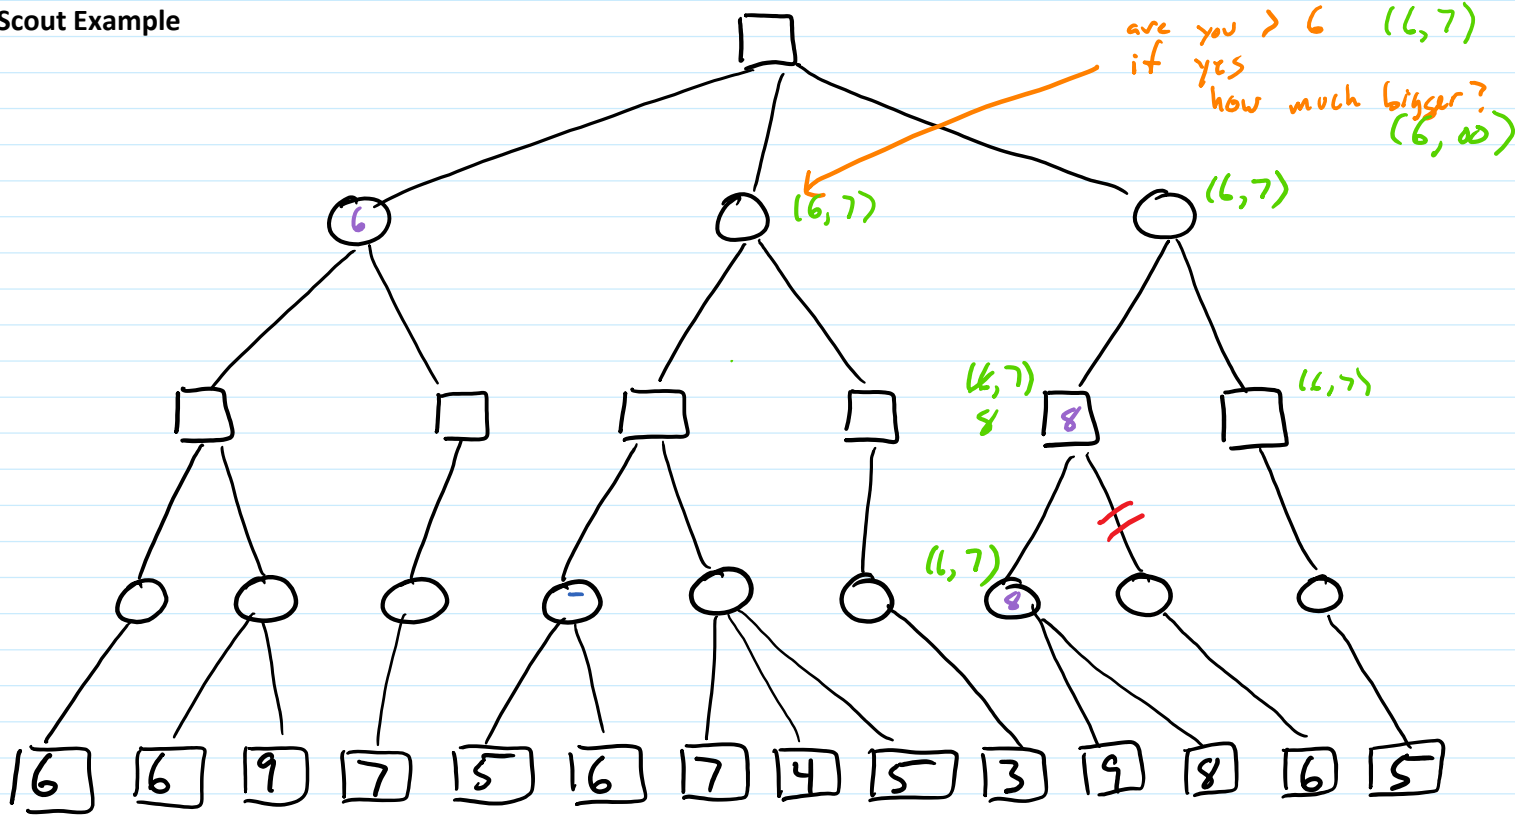 Scout Example
are you > 6 (6,7)
if yes
how much bigger?
(6, ∞)
6 (6,7) (6,7)
(6,7) (6,7)
8 8
(6,7)
- 8
6 6 9 7 5 6 7 4 5 3 9 8 6 5